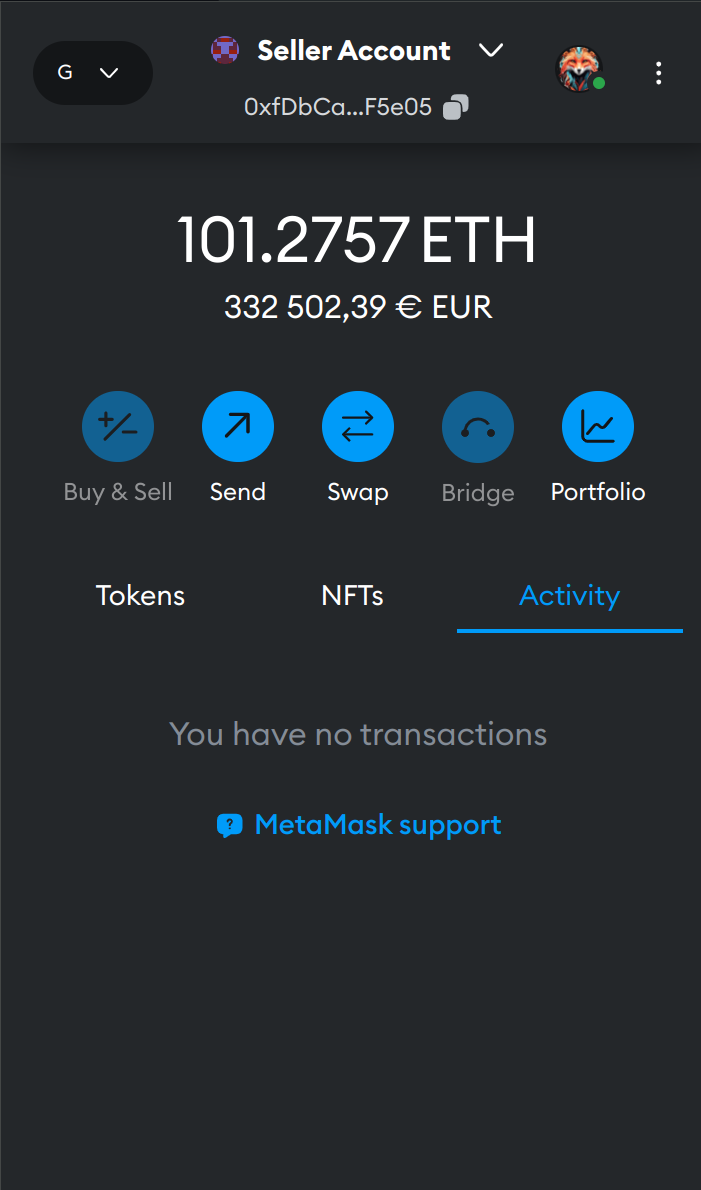 G
Seller Account
0xfDbCa...F5e05
101.2757 ETH
332 502,39 € EUR
Buy & Sell
Send
Swap
Bridge
Portfolio
Tokens
NFTs
Activity
You have no transactions
MetaMask support